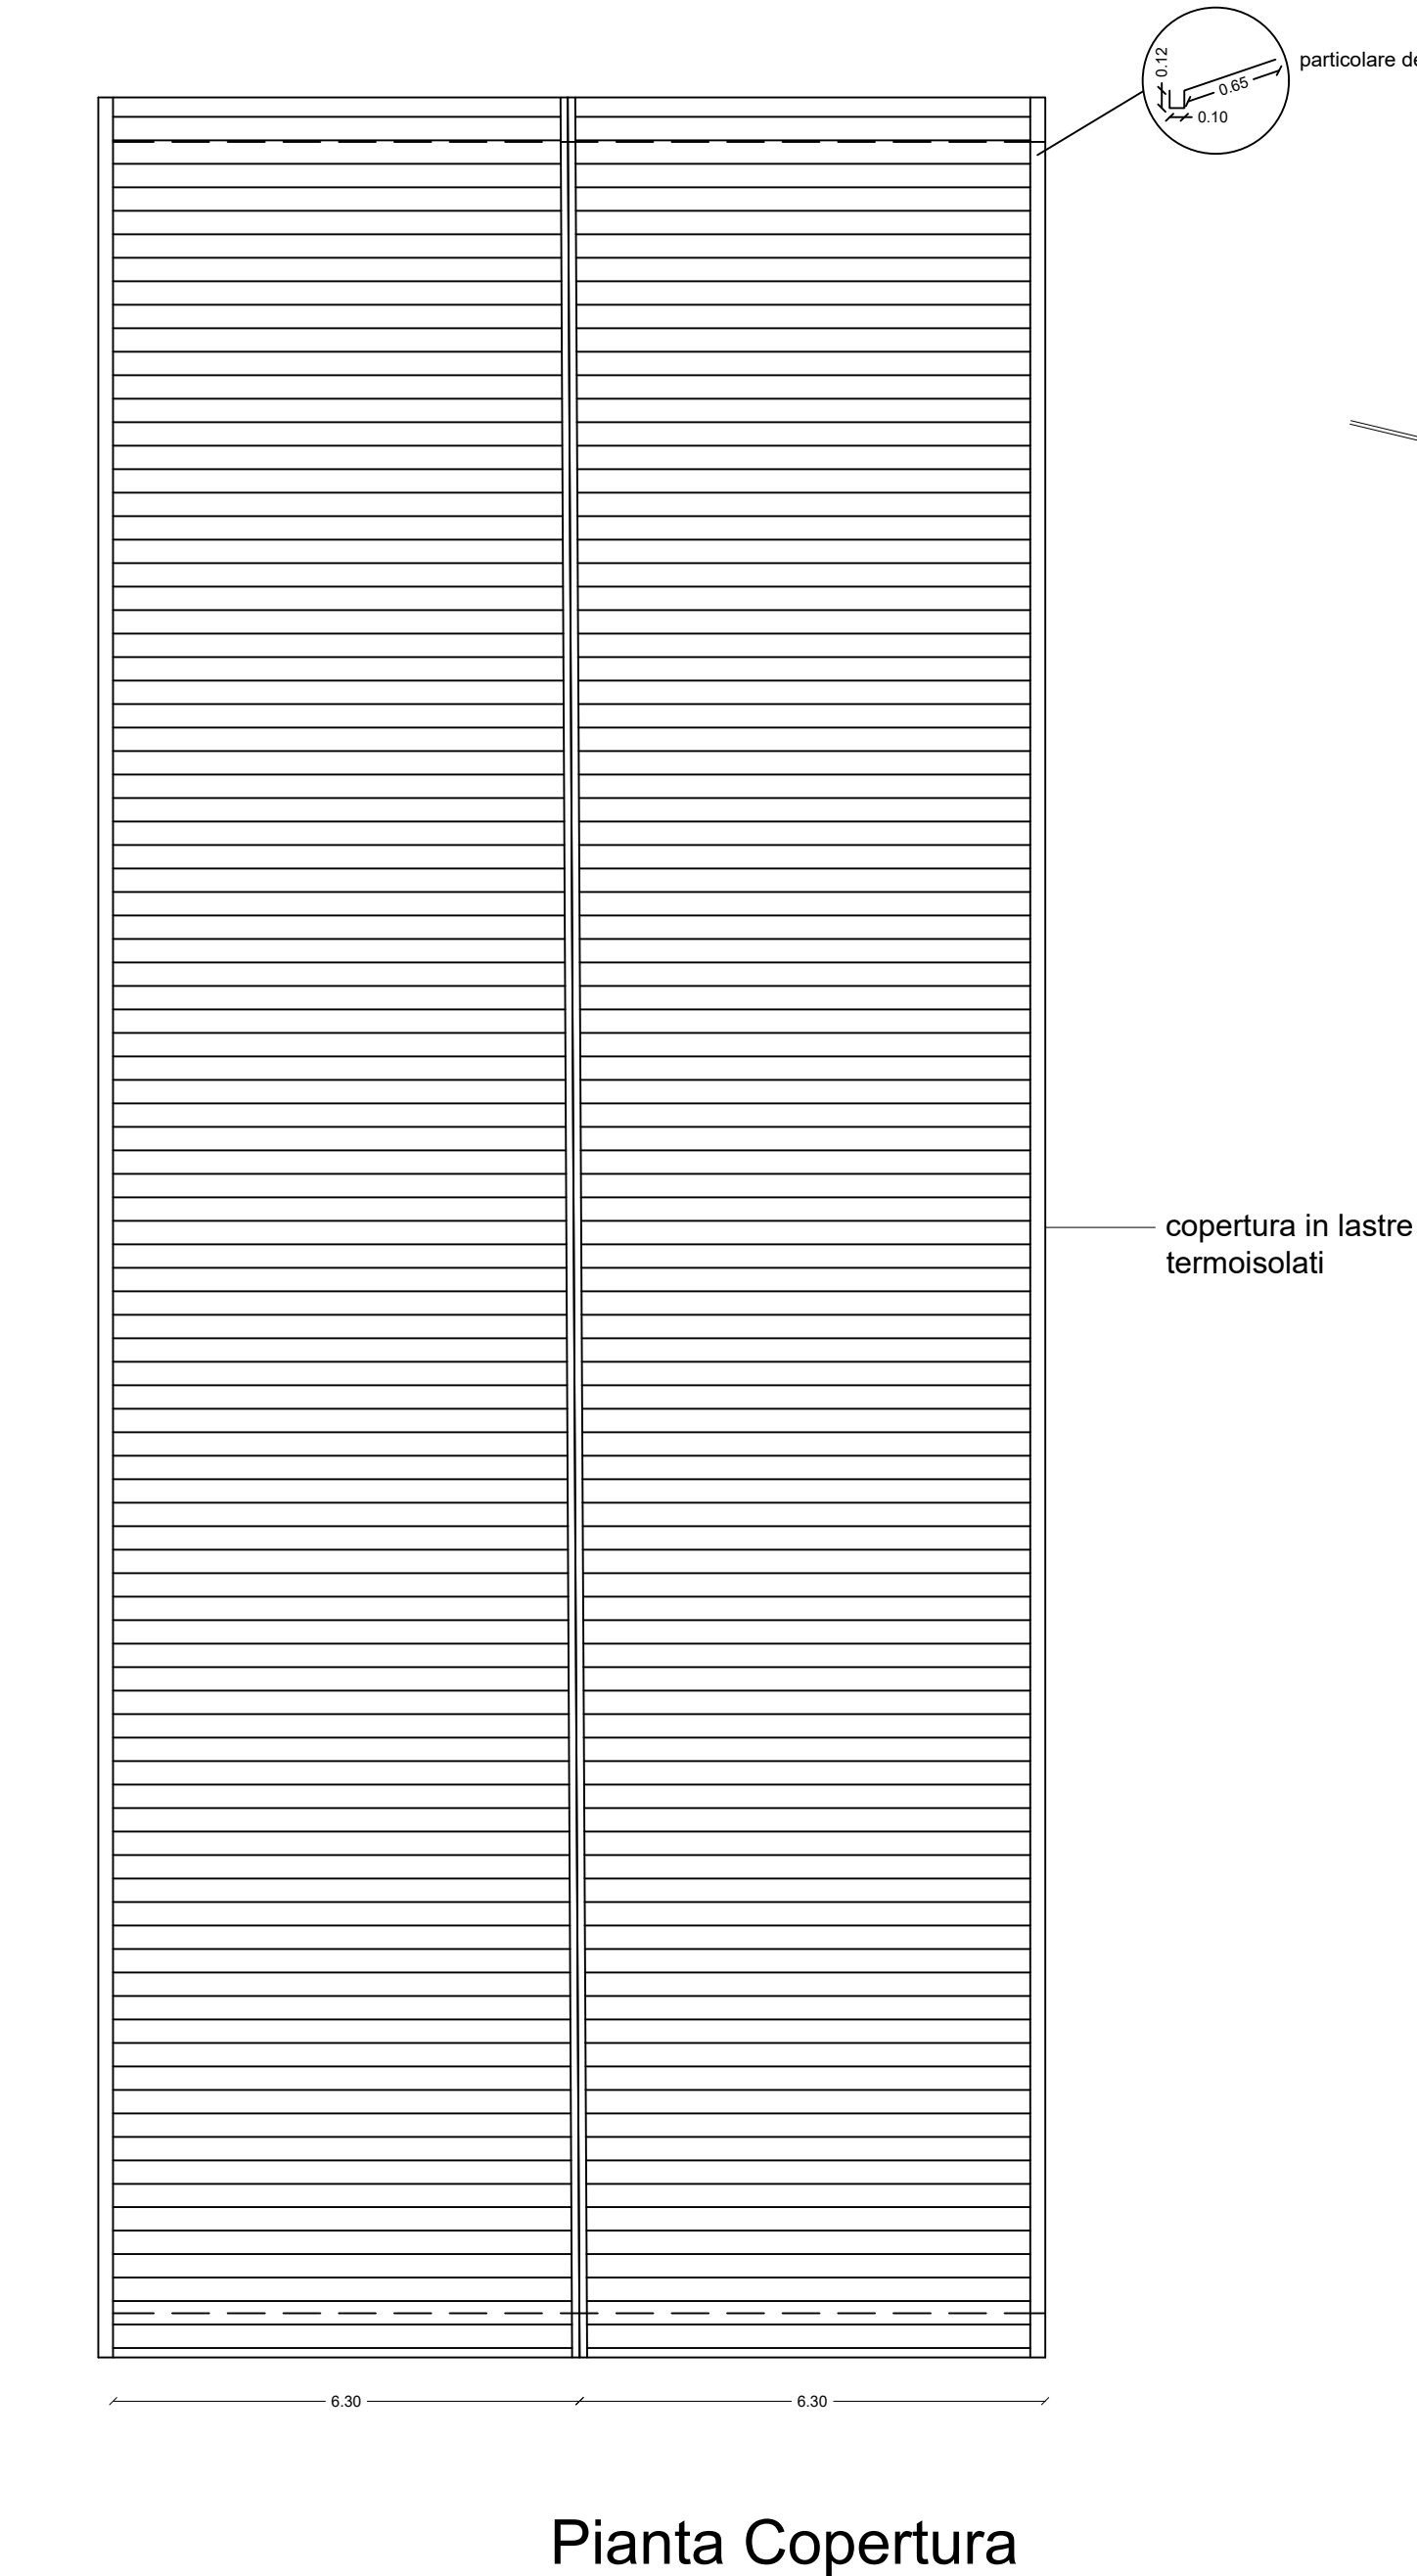 0.12
particolare de
0.65
0.10
copertura in lastre
termoisolati
6.30
6.30
Pianta Copertura